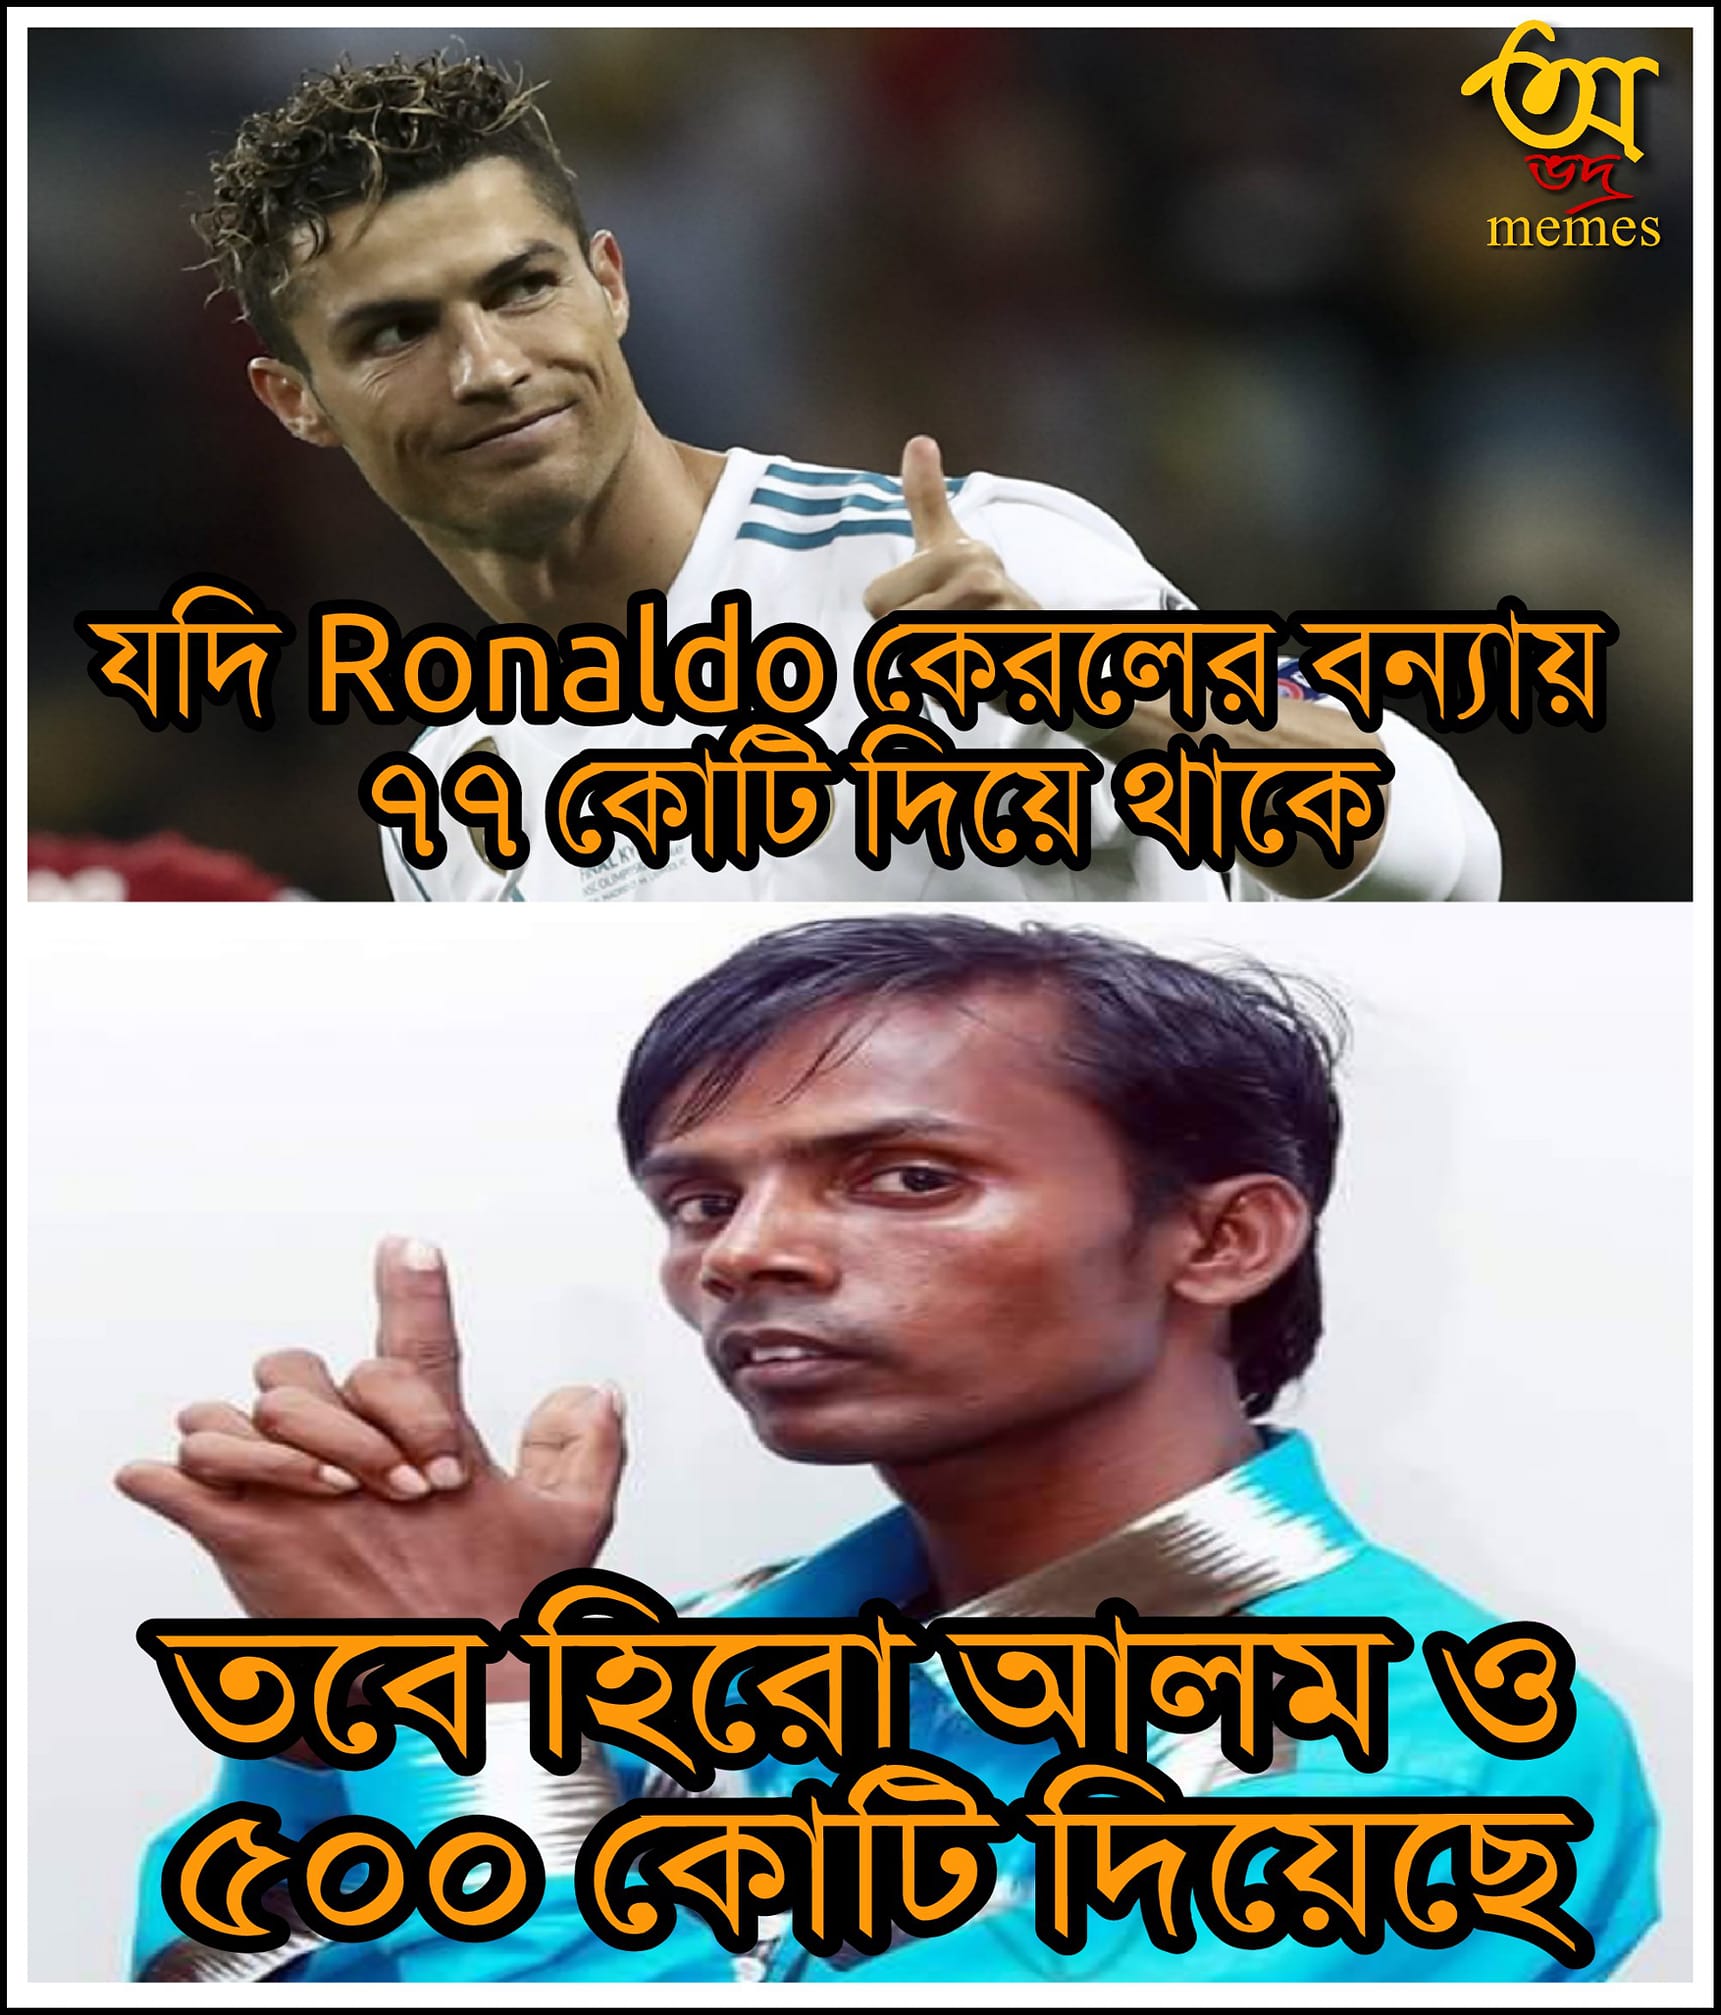 অ
ভদ্র
memes
যদি Ronaldo কেরলের বন্যায়
৭৭ কোটি দিয়ে থাকে
তবে হিরো আলম ও
৫০০ কোটি দিয়েছে